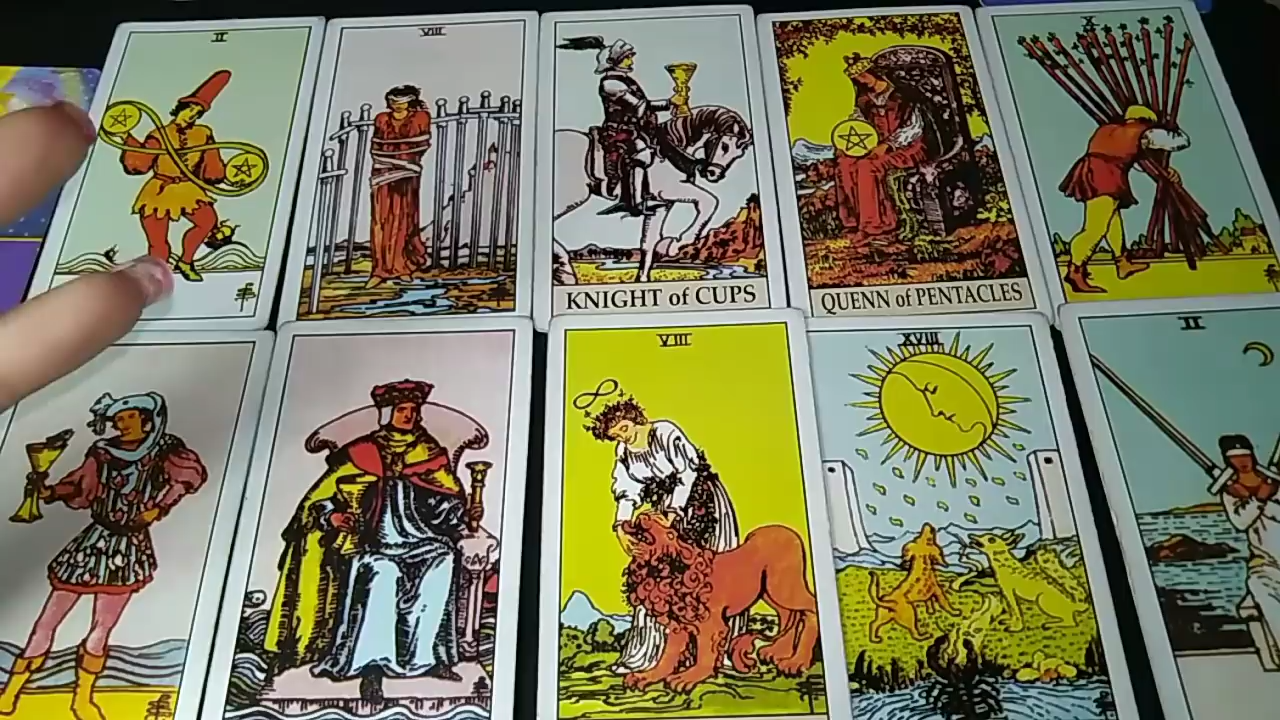 II
VIII
KNIGHT of CUPS
QUENN of PENTACLES
X
VIII
XVIII
II